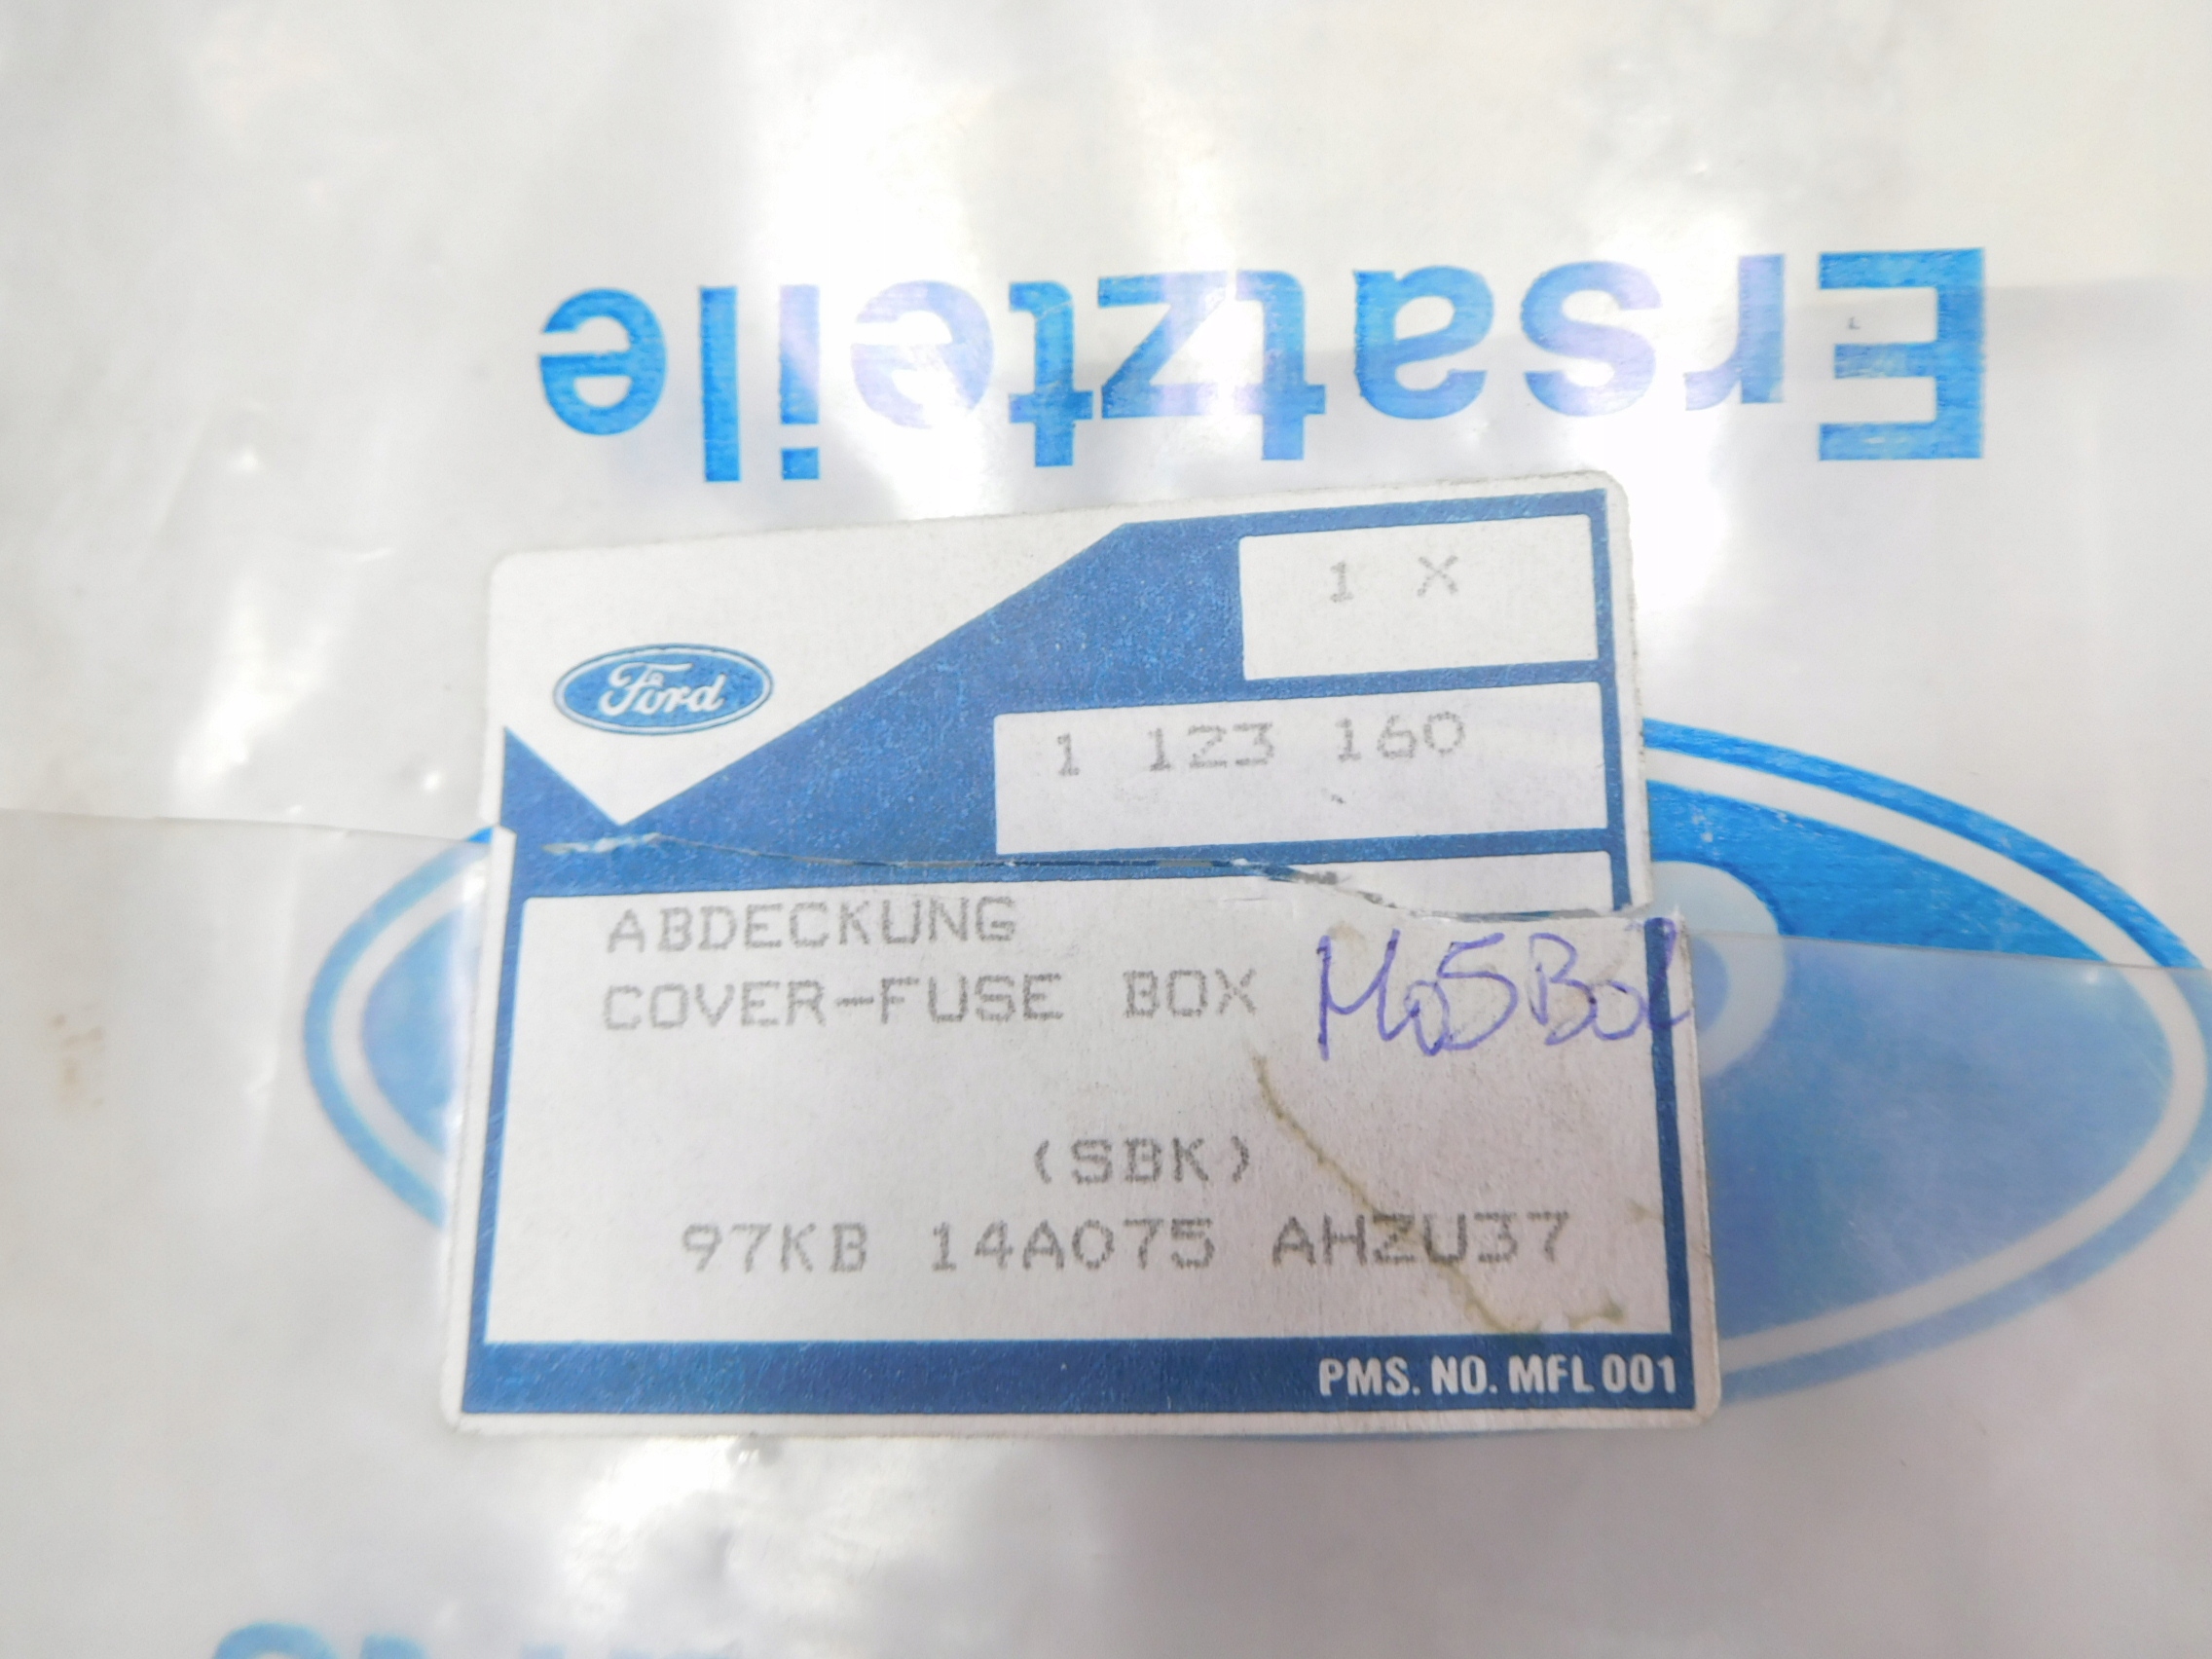 Ersatzteile
1 X
Ford
1 123 160
ABDECKUNG
COVER-FUSE BOX
(SBK)
97KB 14A075 AHZU37
PMS. NO. MFL 001